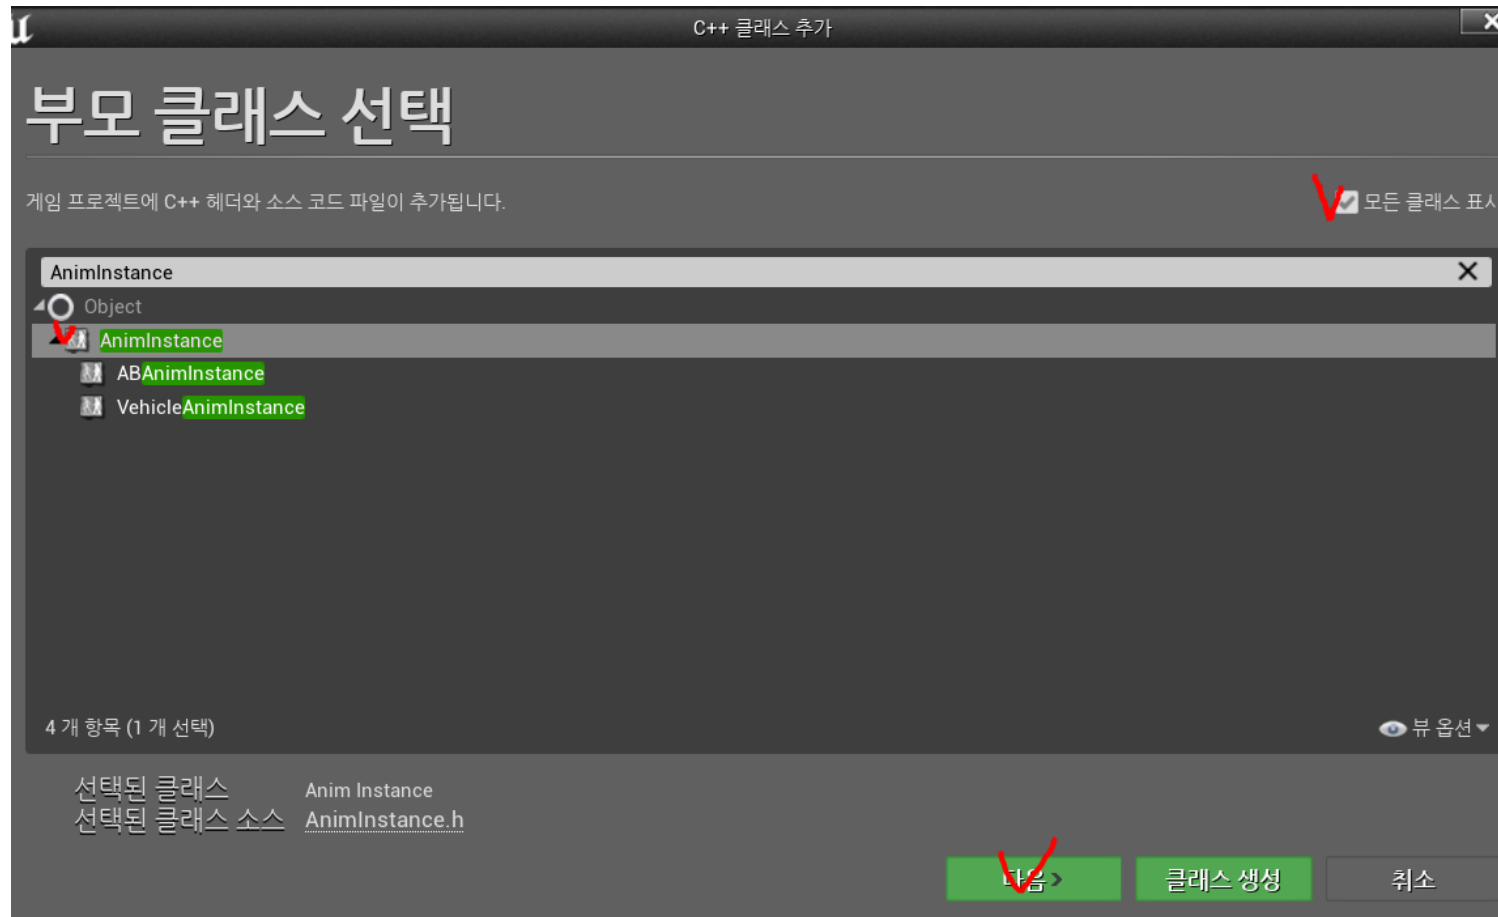 C++ 클래스 추가
부모 클래스 선택
게임 프로젝트에 C++ 헤더와 소스 코드 파일이 추가됩니다.
모든 클래스 표시
AnimInstance
Object
AnimInstance
ABAnimInstance
VehicleAnimInstance
4 개 항목 (1 개 선택)
뷰 옵션
선택된 클래스 Anim Instance
선택된 클래스 소스 AnimInstance.h
다음 > 클래스 생성 취소